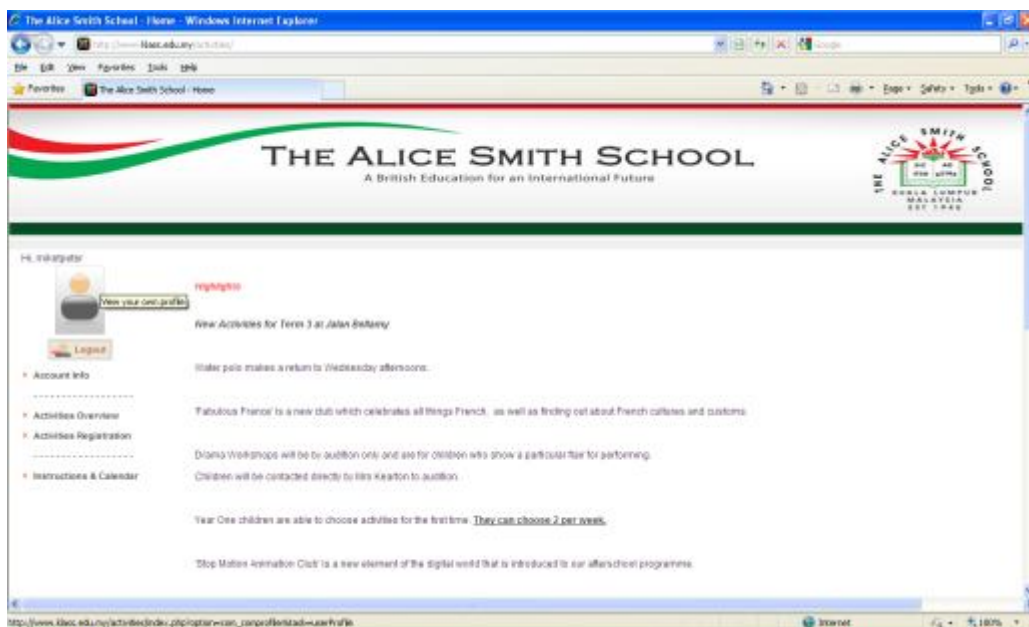 The Alice Smith School - Home - Windows Internet Explorer
File Edit View Favorites Tools Help
Favorites The Alice Smith School - Home
Page Safety Tools
THE ALICE SMITH SCHOOL
A British Education for an International Future
THE ALICE SMITH SCHOOL
KUALA LUMPUR
MALAYSIA
EST 1946
Hi,
View your own profile
Logout
Account Info
Activities Overview
Activities Registration
Instructions & Calendar
Highlights
New Activities for Term 3 at Jalan Bellamy
Water polo makes a return to Wednesday afternoons.
'Fabulous France' is a new club which celebrates all things French, as well as finding out about French cultures and customs.
Drama Workshops will be by audition only and are for children who show a particular flair for performing.
Children will be contacted directly by Kearton to audition.
Year One children are able to choose activities for the first time. They can choose 2 per week.
'Stop Motion Animation Club' is a new element of the digital world that is introduced to our afterschool programme.
Internet 100%